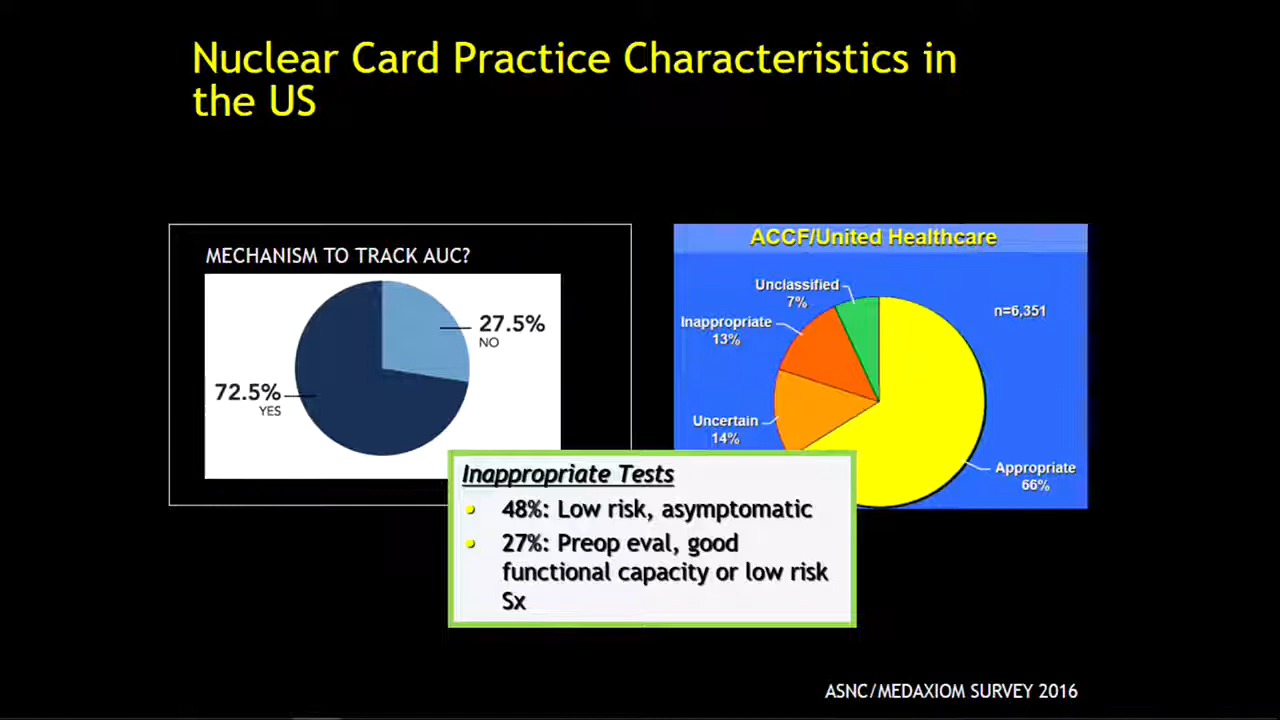 Nuclear Card Practice Characteristics in
the US
MECHANISM TO TRACK AUC?
27.5%
NO
72.5%
YES
ACCF/United Healthcare
Unclassified
7%
n=6,351
Inappropriate
13%
Uncertain
14%
Appropriate
66%
Inappropriate Tests
• 48%: Low risk, asymptomatic
• 27%: Preop eval, good
functional capacity or low risk
Sx
ASNC/MEDAXIOM SURVEY 2016